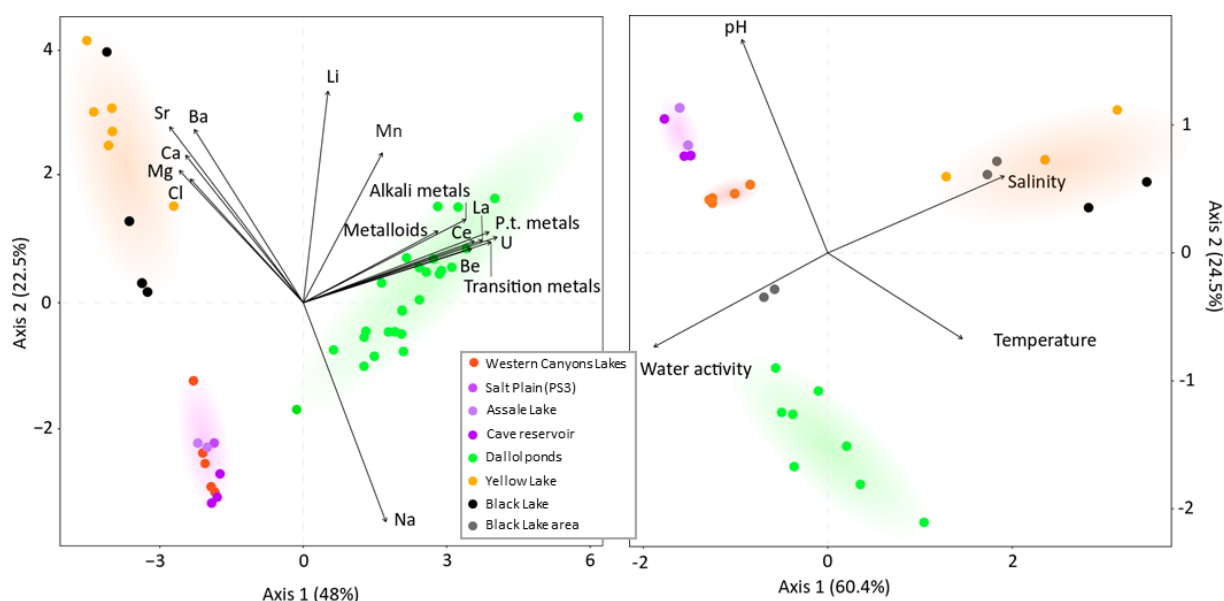 4
2
0
−2
−3
0
3
6
Axis 1 (48%)
Axis 2 (22.5%)
Li
Mn
Sr
Ba
Ca
Mg
Cl
Alkali metals
La
Metalloids
Ce
P.t. metals
U
Be
Transition metals
Na
Western Canyons Lakes
Salt Plain (PS3)
Assale Lake
Cave reservoir
Dallol ponds
Yellow Lake
Black Lake
Black Lake area
pH
Salinity
Temperature
Water activity
1
0
-1
-2
-2
0
2
Axis 1 (60.4%)
Axis 2 (24.5%)